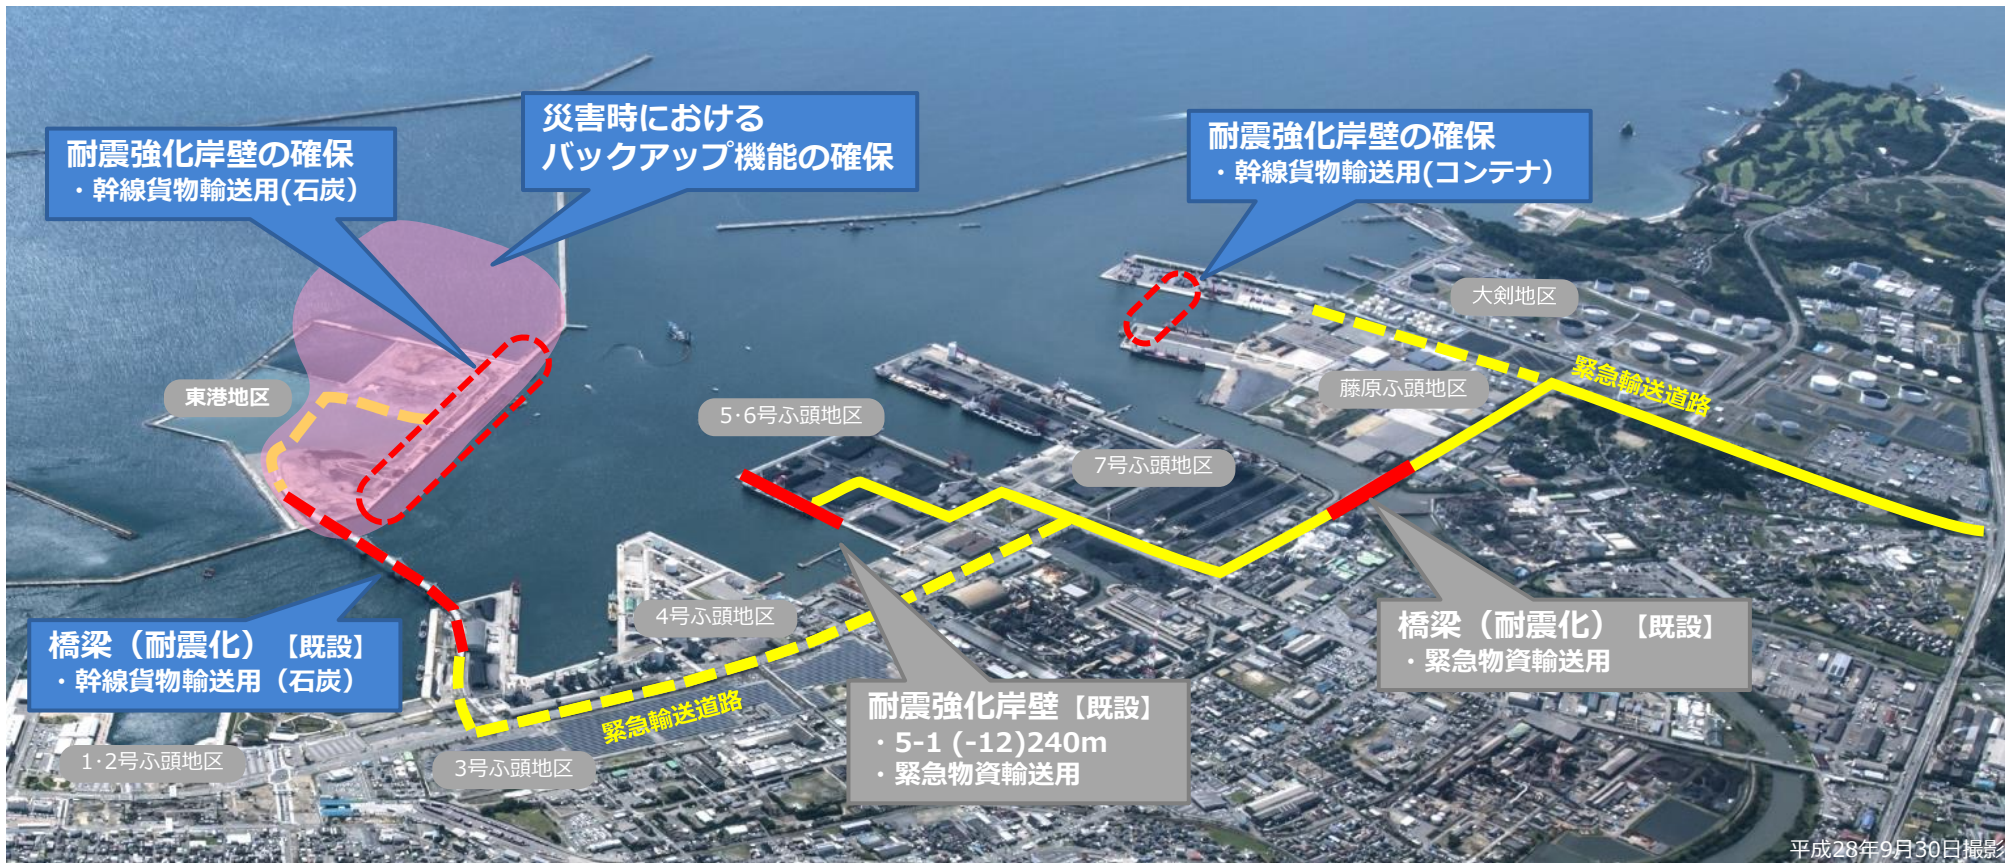 災害時における
バックアップ機能の確保
耐震強化岸壁の確保
・幹線貨物輸送用(石炭)
耐震強化岸壁の確保
・幹線貨物輸送用(コンテナ)
大剣地区
緊急輸送道路
藤原ふ頭地区
東港地区
5・6号ふ頭地区
7号ふ頭地区
4号ふ頭地区
橋梁（耐震化）【既設】
・幹線貨物輸送用（石炭）
橋梁（耐震化）【既設】
・緊急物資輸送用
耐震強化岸壁【既設】
・5-1 (-12)240m
・緊急物資輸送用
緊急輸送道路
1・2号ふ頭地区
3号ふ頭地区
平成28年9月30日撮影